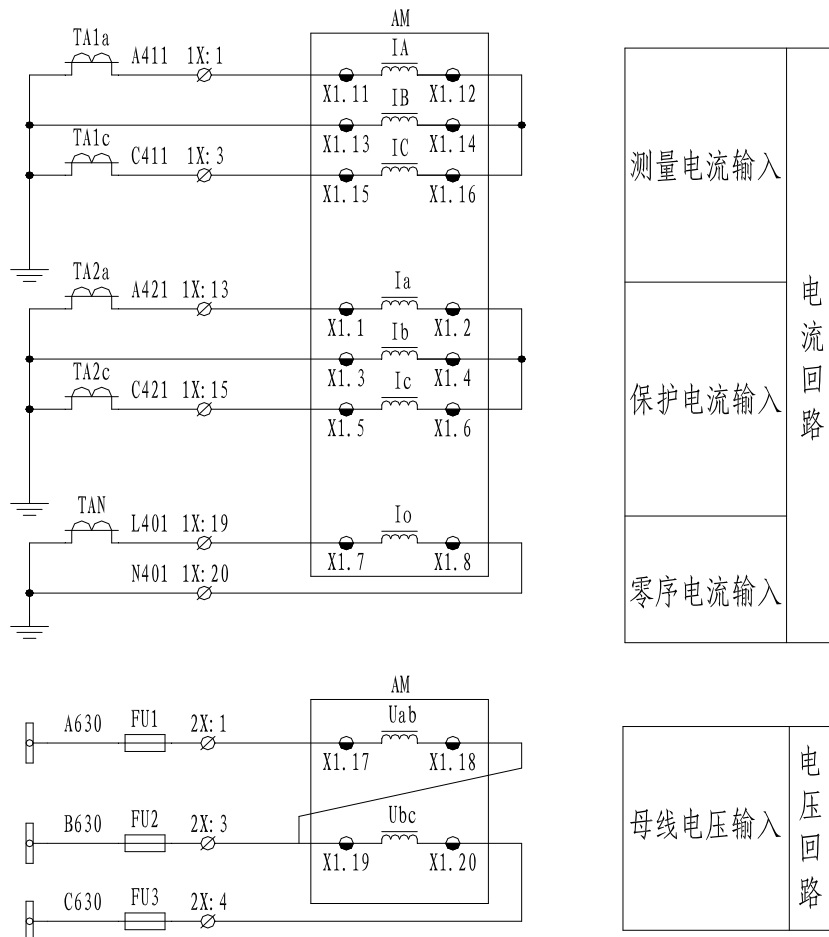 AM
TA1a A411 1X:1 IA
X1.11 X1.12
IB
TA1c C411 1X:3 X1.13 IC X1.14
X1.15 X1.16
测量电流输入
TA2a A421 1X:13 Ia
X1.1 X1.2
Ib
TA2c C421 1X:15 X1.3 Ic X1.4
X1.5 X1.6
保护电流输入
电流回路
TAN L401 1X:19 Io
X1.7 X1.8
N401 1X:20
零序电流输入
AM
A630 FU1 2X:1 Uab
X1.17 X1.18
B630 FU2 2X:3 Ubc
X1.19 X1.20
C630 FU3 2X:4
母线电压输入
电压回路